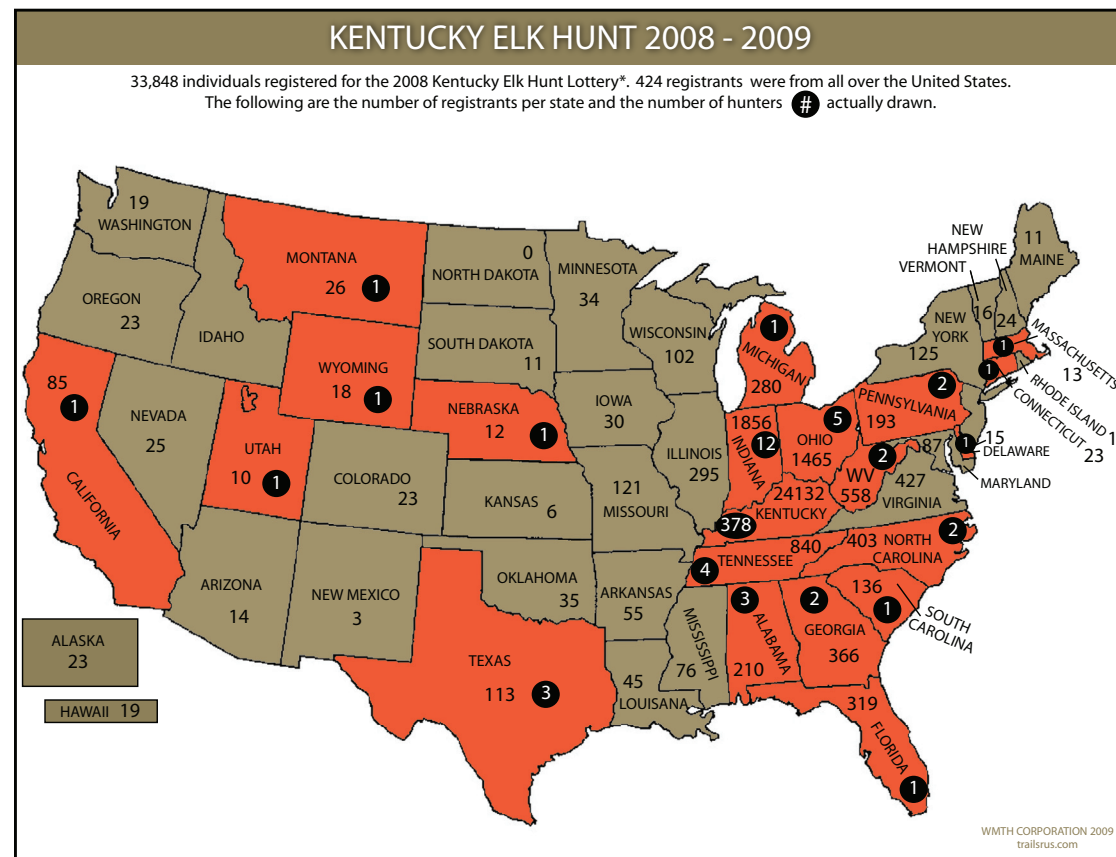 KENTUCKY ELK HUNT 2008 - 2009
33,848 individuals registered for the 2008 Kentucky Elk Hunt Lottery*. 424 registrants were from all over the United States.
The following are the number of registrants per state and the number of hunters # actually drawn.
19
WASHINGTON
OREGON
23
IDAHO
MONTANA
26 1
WYOMING
18 1
85
1
CALIFORNIA
NEVADA
25
UTAH
10 1
COLORADO
23
ARIZONA
14
NEW MEXICO
3
ALASKA
23
HAWAII 19
0
NORTH DAKOTA
SOUTH DAKOTA
11
NEBRASKA
12 1
KANSAS 6
OKLAHOMA
35
TEXAS
113 3
MINNESOTA
34
IOWA
30
121
MISSOURI
ARKANSAS
55
45
LOUISANA
WISCONSIN
102
ILLINOIS
295
1
MICHIGAN
280
1856
12
INDIANA
5
OHIO
1465
24132
KENTUCKY
378
840
TENNESSEE
4
MISSISSIPPI
76
3
ALABAMA
210
2
GEORGIA
366
319
FLORIDA
1
136
1
SOUTH
CAROLINA
403 NORTH
CAROLINA
2
427
VIRGINIA
2
WV
558
2
PENNSYLVANIA
193
NEW
YORK
125
NEW
HAMPSHIRE
VERMONT
16
24
11
MAINE
1
MASSACHUSETTS
13
RHODE ISLAND 1
1
CONNECTICUT
23
1
15
DELAWARE
87
MARYLAND
WMTH CORPORATION 2009
trailsrus.com